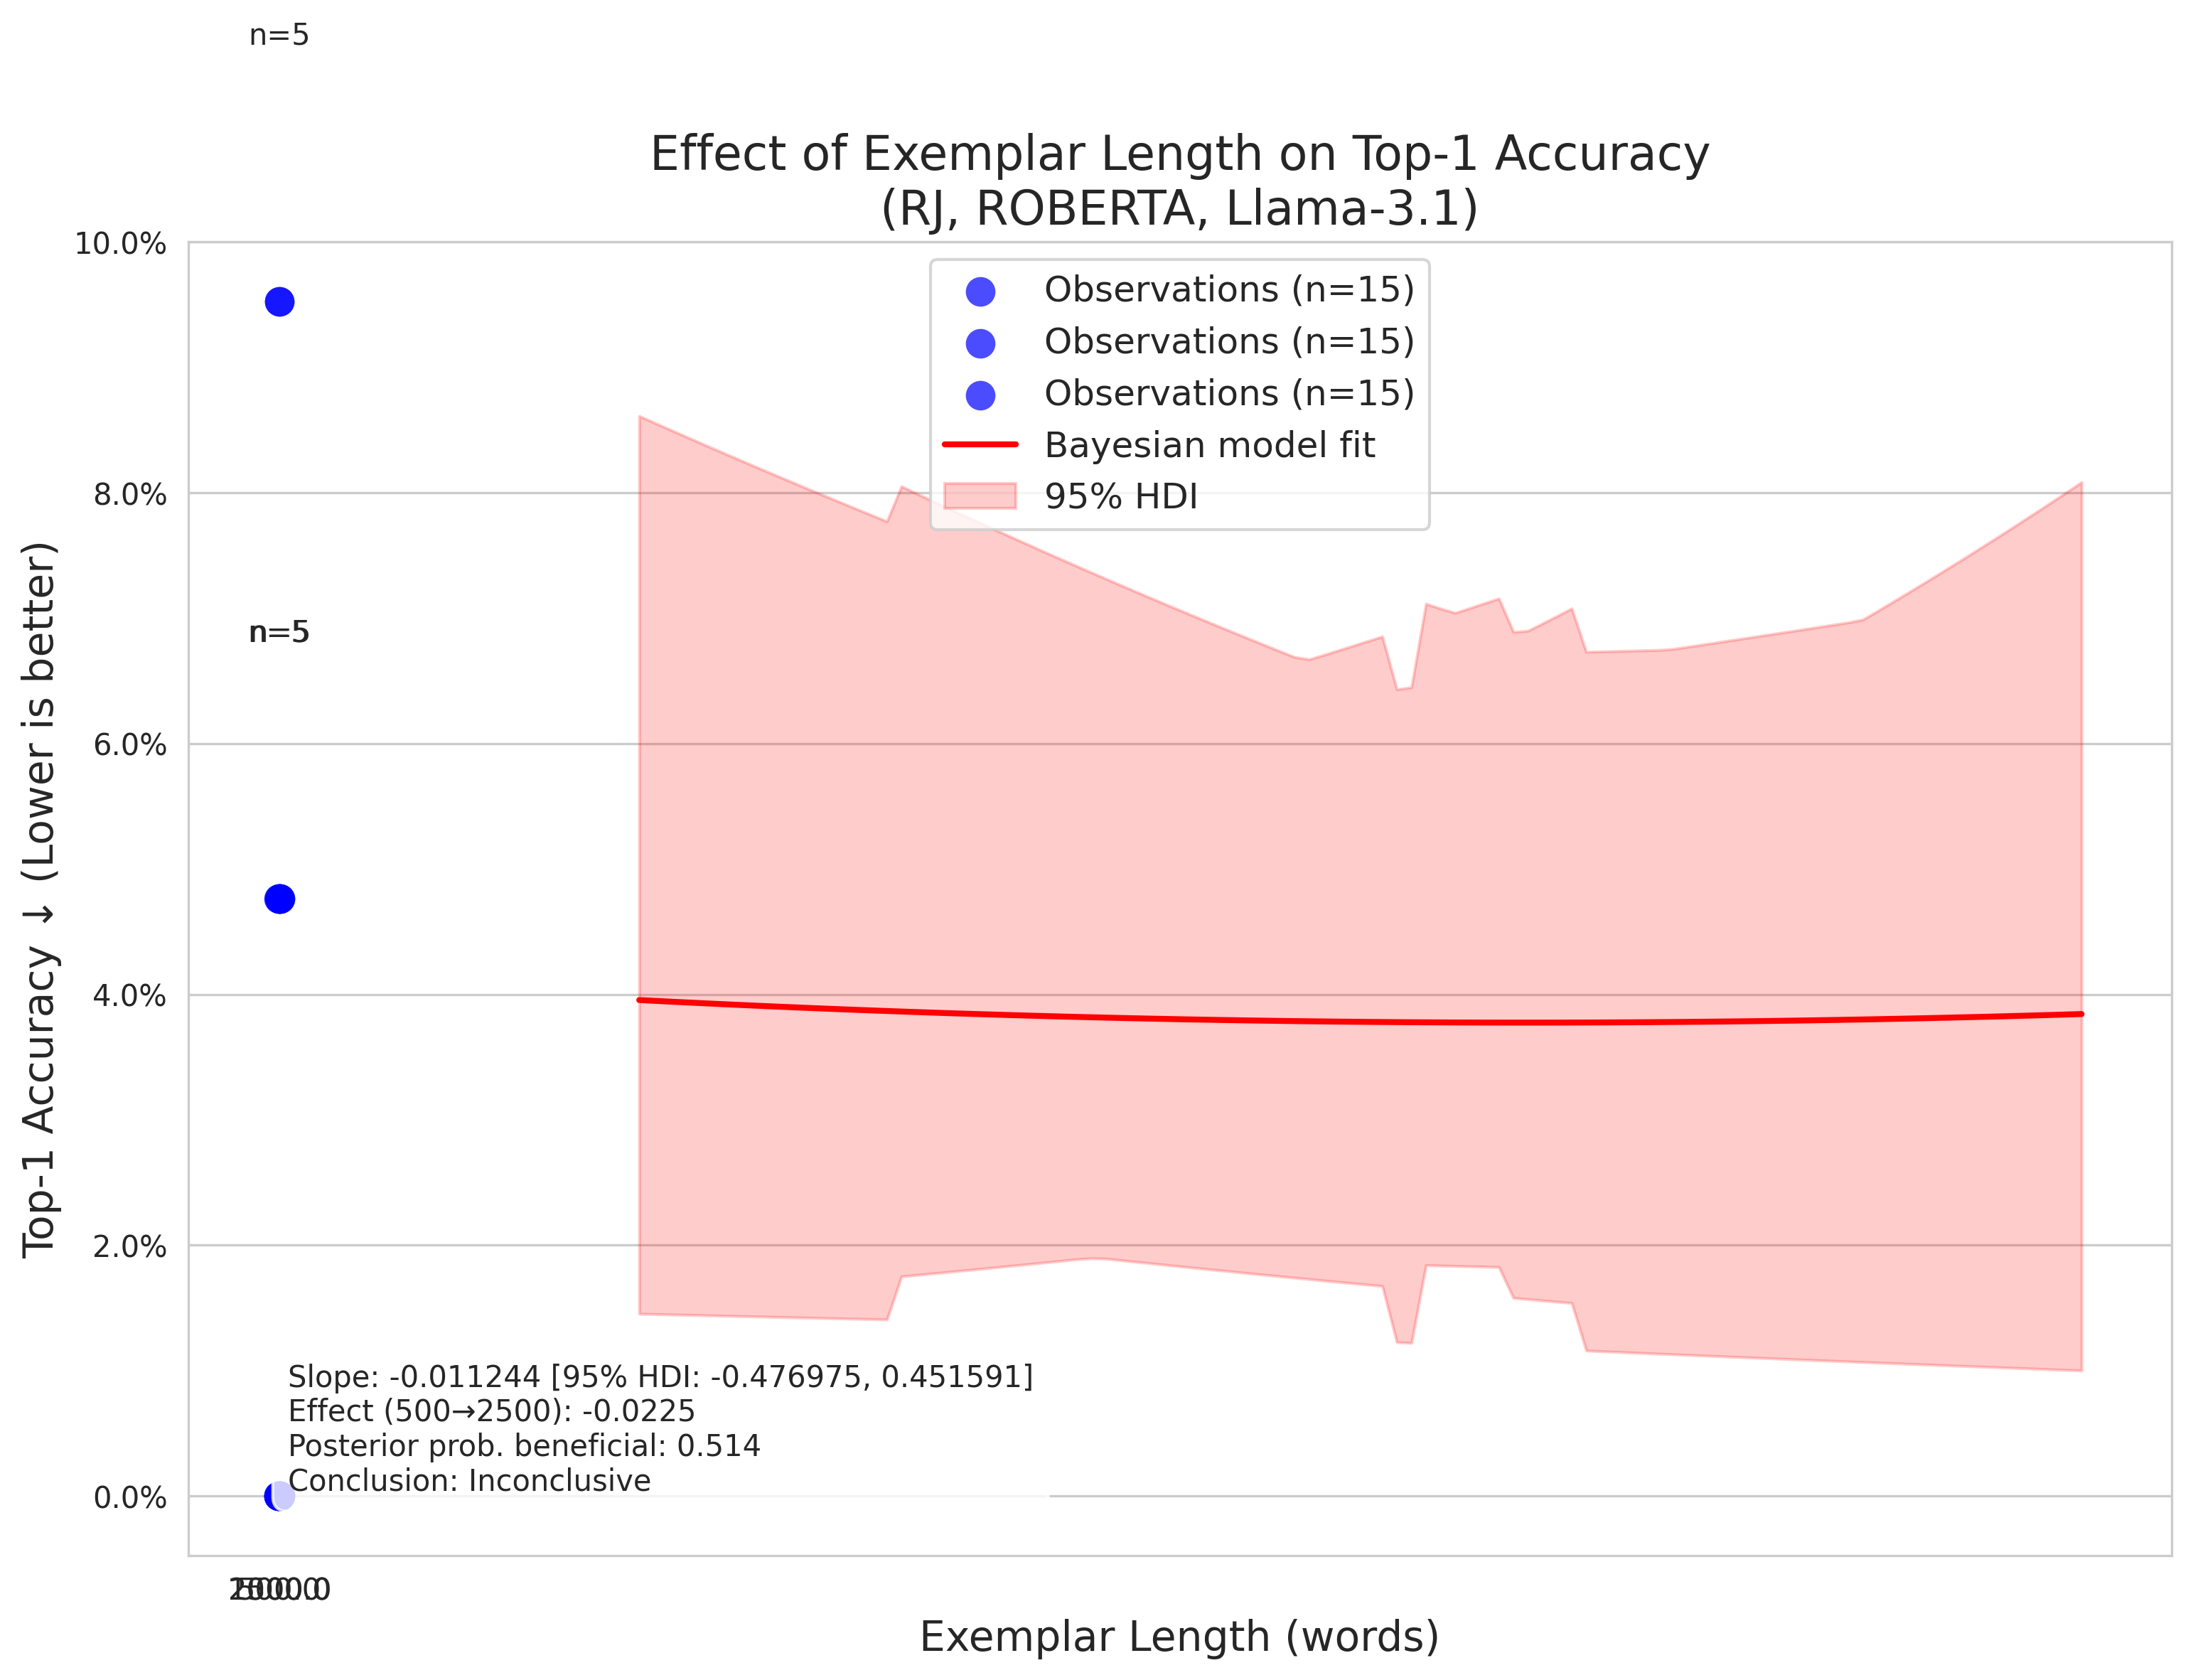 n=5
Effect of Exemplar Length on Top-1 Accuracy
(RJ, ROBERTA, Llama-3.1)
10.0%
8.0%
6.0%
4.0%
2.0%
0.0%
Top-1 Accuracy ↓ (Lower is better)
Observations (n=15)
Observations (n=15)
Observations (n=15)
Bayesian model fit
95% HDI
n=5
Slope: -0.011244 [95% HDI: -0.476975, 0.451591]
Effect (500→2500): -0.0225
Posterior prob. beneficial: 0.514
Conclusion: Inconclusive
Exemplar Length (words)